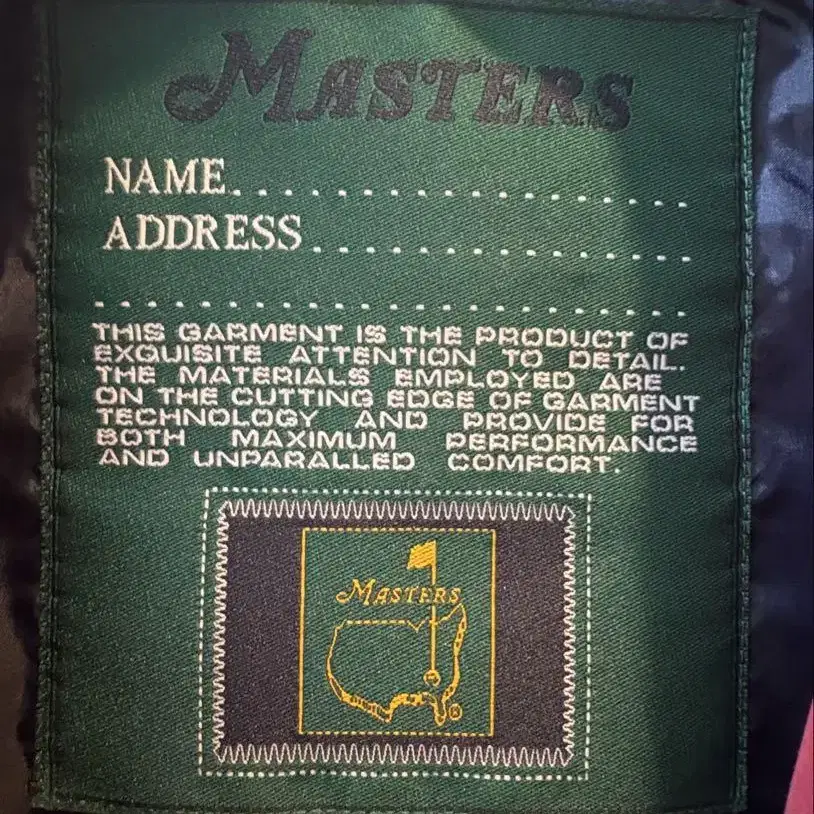 MASTERS
NAME....................
ADDRESS...............
.......................
THIS GARMENT IS THE PRODUCT OF
EXQUISITE ATTENTION TO DETAIL.
THE MATERIALS EMPLOYED ARE
ON THE CUTTING EDGE OF GARMENT
TECHNOLOGY AND PROVIDE FOR
BOTH MAXIMUM PERFORMANCE
AND UNPARALLED COMFORT.
MASTERS
®